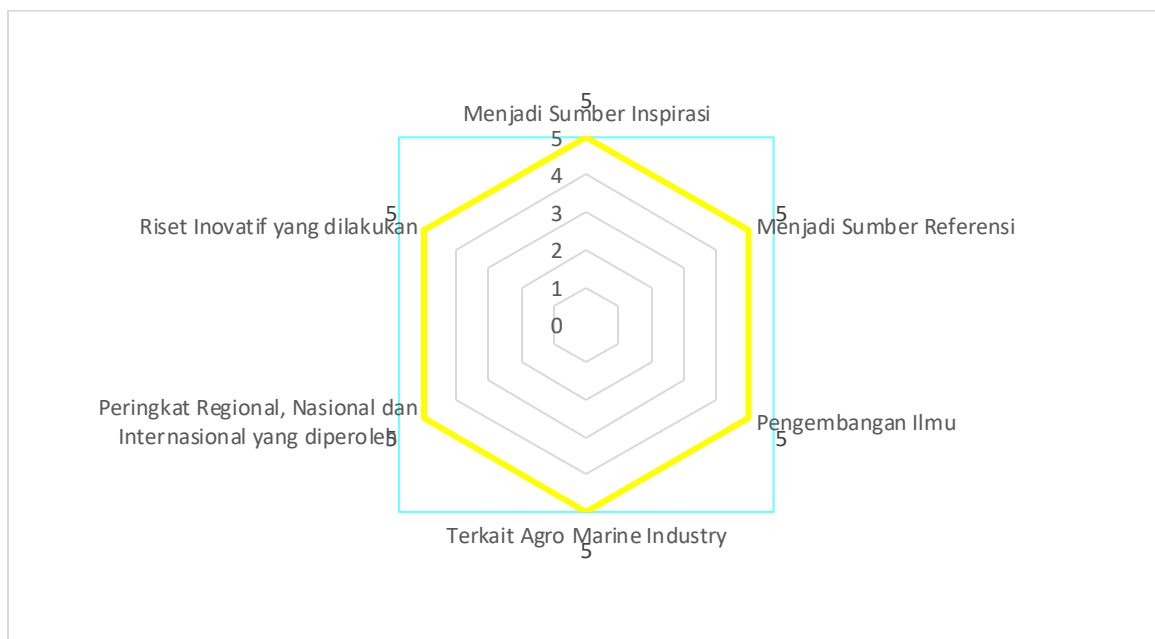 5
Menjadi Sumber Inspirasi
5
4
5
3
5
Riset Inovatif yang dilakukan
Menjadi Sumber Referensi
2
1
0
Peringkat Regional, Nasional dan
Internasional yang diperoleh
5
Pengembangan Ilmu
5
Terkait Agro Marine Industry
5